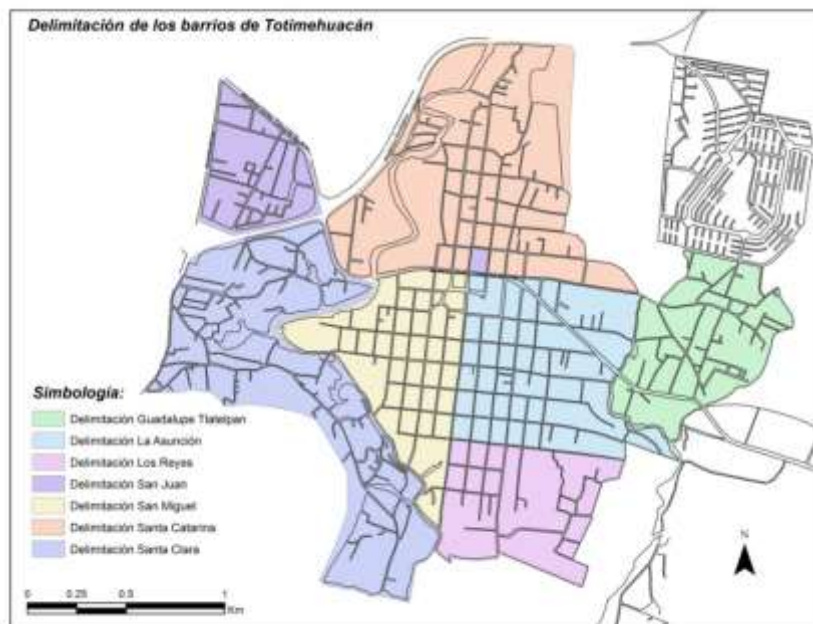 Delimitación de los barrios de Totimehuacán
Simbología:
Delimitación Guadalupe Tlatelpan
Delimitación La Asunción
Delimitación Los Reyes
Delimitación San Juan
Delimitación San Miguel
Delimitación Santa Catarina
Delimitación Santa Clara
0 0.25 0.5 1
Km
N